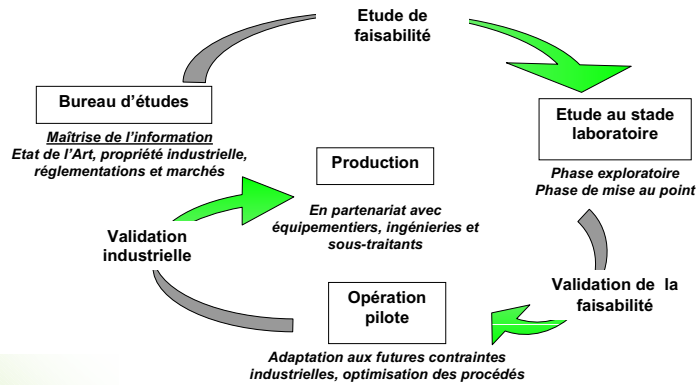 Etude de
faisabilité
Bureau d'études
Maîtrise de l'information
Etat de l'Art, propriété industrielle,
réglementations et marchés
Etude au stade
laboratoire
Phase exploratoire
Phase de mise au point
Production
En partenariat avec
équipementiers, ingénieries et
sous-traitants
Validation
industrielle
Validation de la
faisabilité
Opération
pilote
Adaptation aux futures contraintes
industrielles, optimisation des procédés